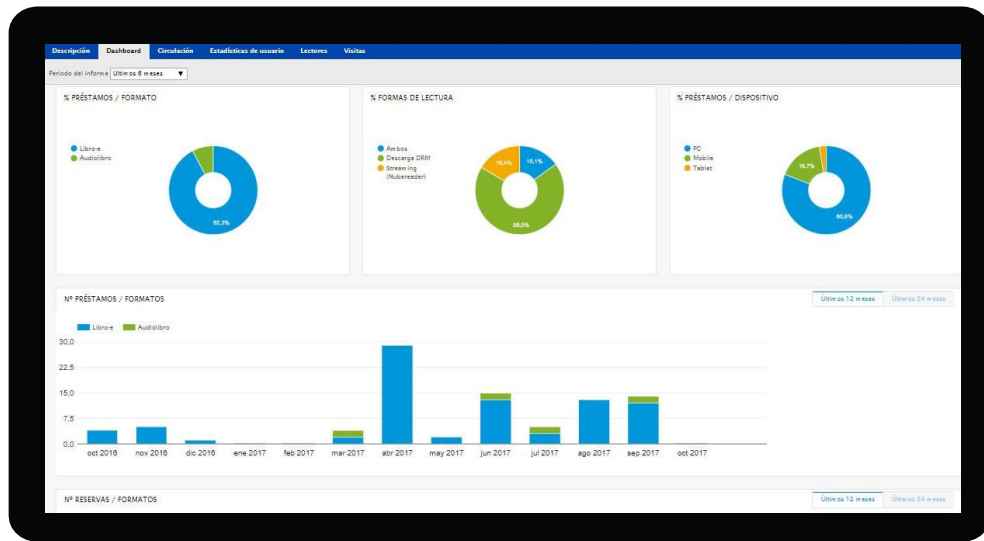 Descripción Dashboard Circulación Estadísticas de usuario Lectores Visitas
Periodo del informe Ultimos 6 meses
% PRÉSTAMOS / FORMATO
Libro-e
Audiolibro
92,3%
% FORMAS DE LECTURA
Ambos
Descarga DRM
Streaming
(Nubereader)
16,4% 15,1%
68,5%
% PRÉSTAMOS / DISPOSITIVO
PC
Mobile
Tablet
16,7%
80,8%
Nº PRÉSTAMOS / FORMATOS
Últimos 12 meses Últimos 24 meses
Libro-e Audiolibro
30,0
22,5
15,0
7,5
0,0
oct 2016 nov 2016 dic 2016 ene 2017 feb 2017 mar 2017 abr 2017 may 2017 jun 2017 jul 2017 ago 2017 sep 2017 oct 2017
Nº RESERVAS / FORMATOS
Últimos 12 meses Últimos 24 meses